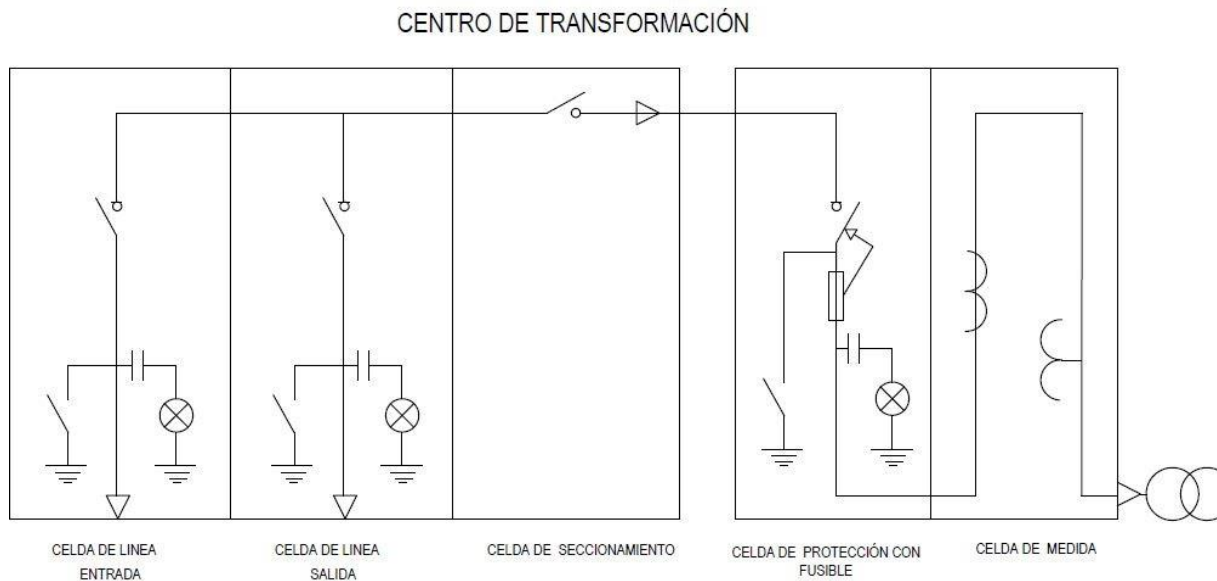 CENTRO DE TRANSFORMACIÓN
CELDA DE LINEA
ENTRADA
CELDA DE LINEA
SALIDA
CELDA DE SECCIONAMIENTO
CELDA DE PROTECCIÓN CON
FUSIBLE
CELDA DE MEDIDA